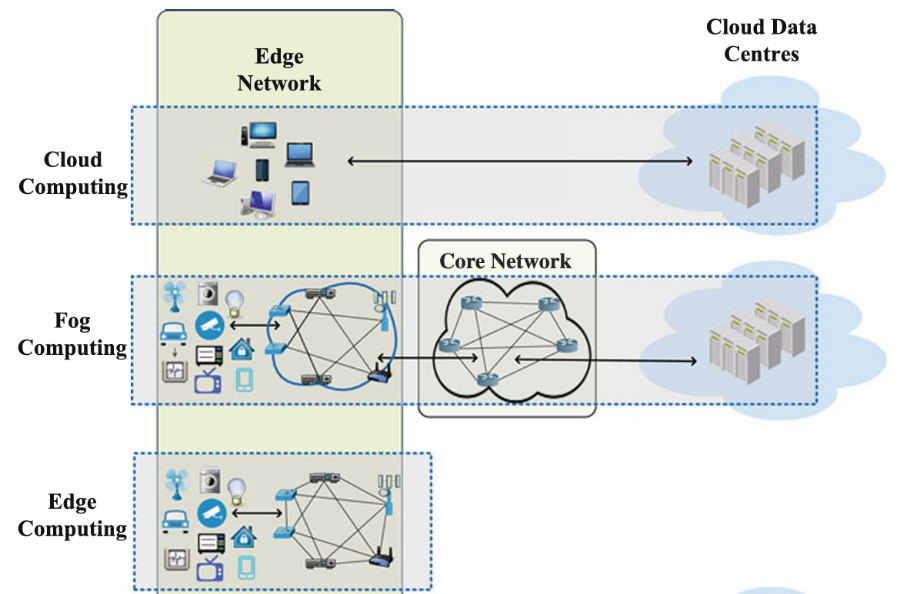 Edge
Network
Cloud Data
Centres
Cloud
Computing
Core Network
Fog
Computing
Edge
Computing